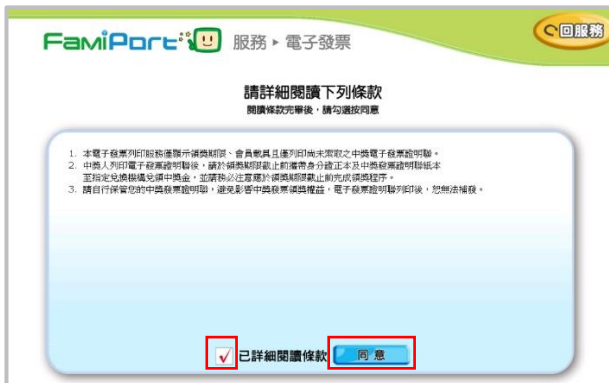 FamiPort 服務 ▸ 電子發票
回服務
請詳細閱讀下列條款
閱讀條款完畢後，請勾選按同意
1. 本電子發票列印服務僅顯示領獎期限、會員載具且僅列印尚未索取之中獎電子發票證明聯。
2. 中獎人列印電子發票證明聯後，請於領獎期限截止前攜帶身分證正本及中獎發票證明聯紙本
至指定兌換機構兌領中獎金，並請務必注意應於領獎期限截止前完成領獎程序。
3. 請自行保管您的中獎發票證明聯，避免影響中獎發票領獎權益，電子發票證明聯列印後，恕無法補發。
已詳細閱讀條款 同意